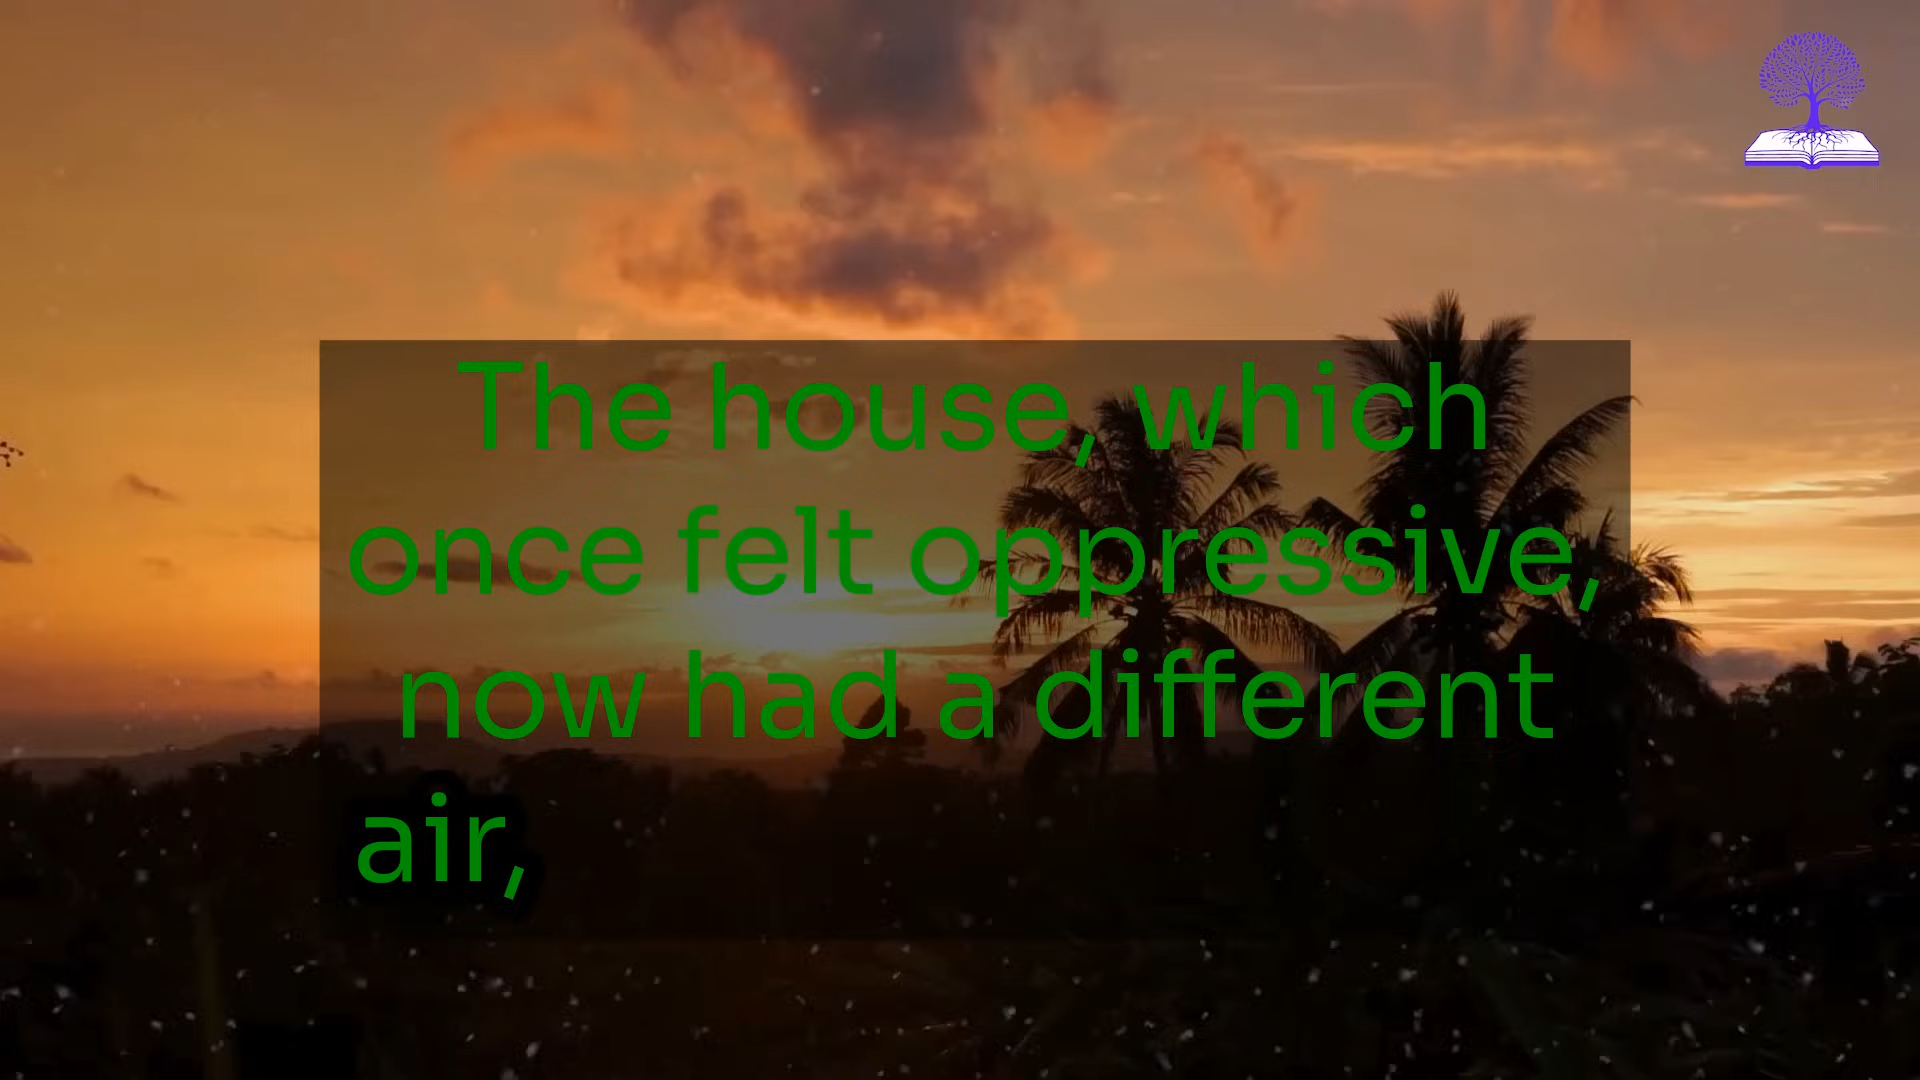 The house, which
once felt oppressive,
now had a different
air,